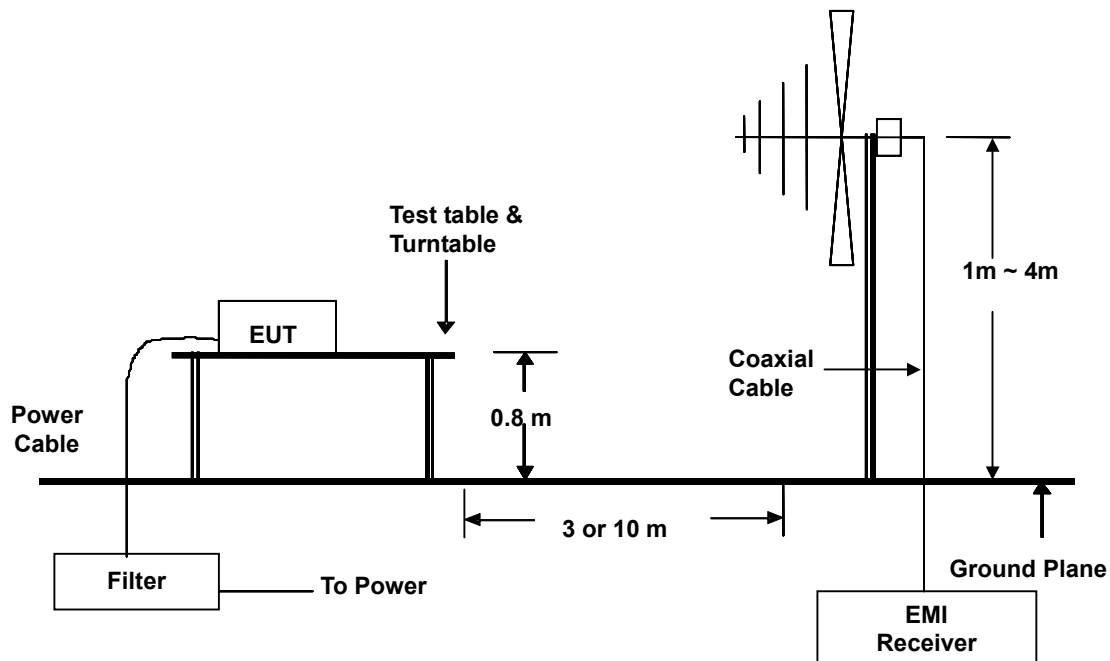 Test table &
Turntable
1m ~ 4m
EUT
Coaxial
Cable
0.8 m
Power
Cable
3 or 10 m
Ground Plane
Filter
To Power
EMI
Receiver